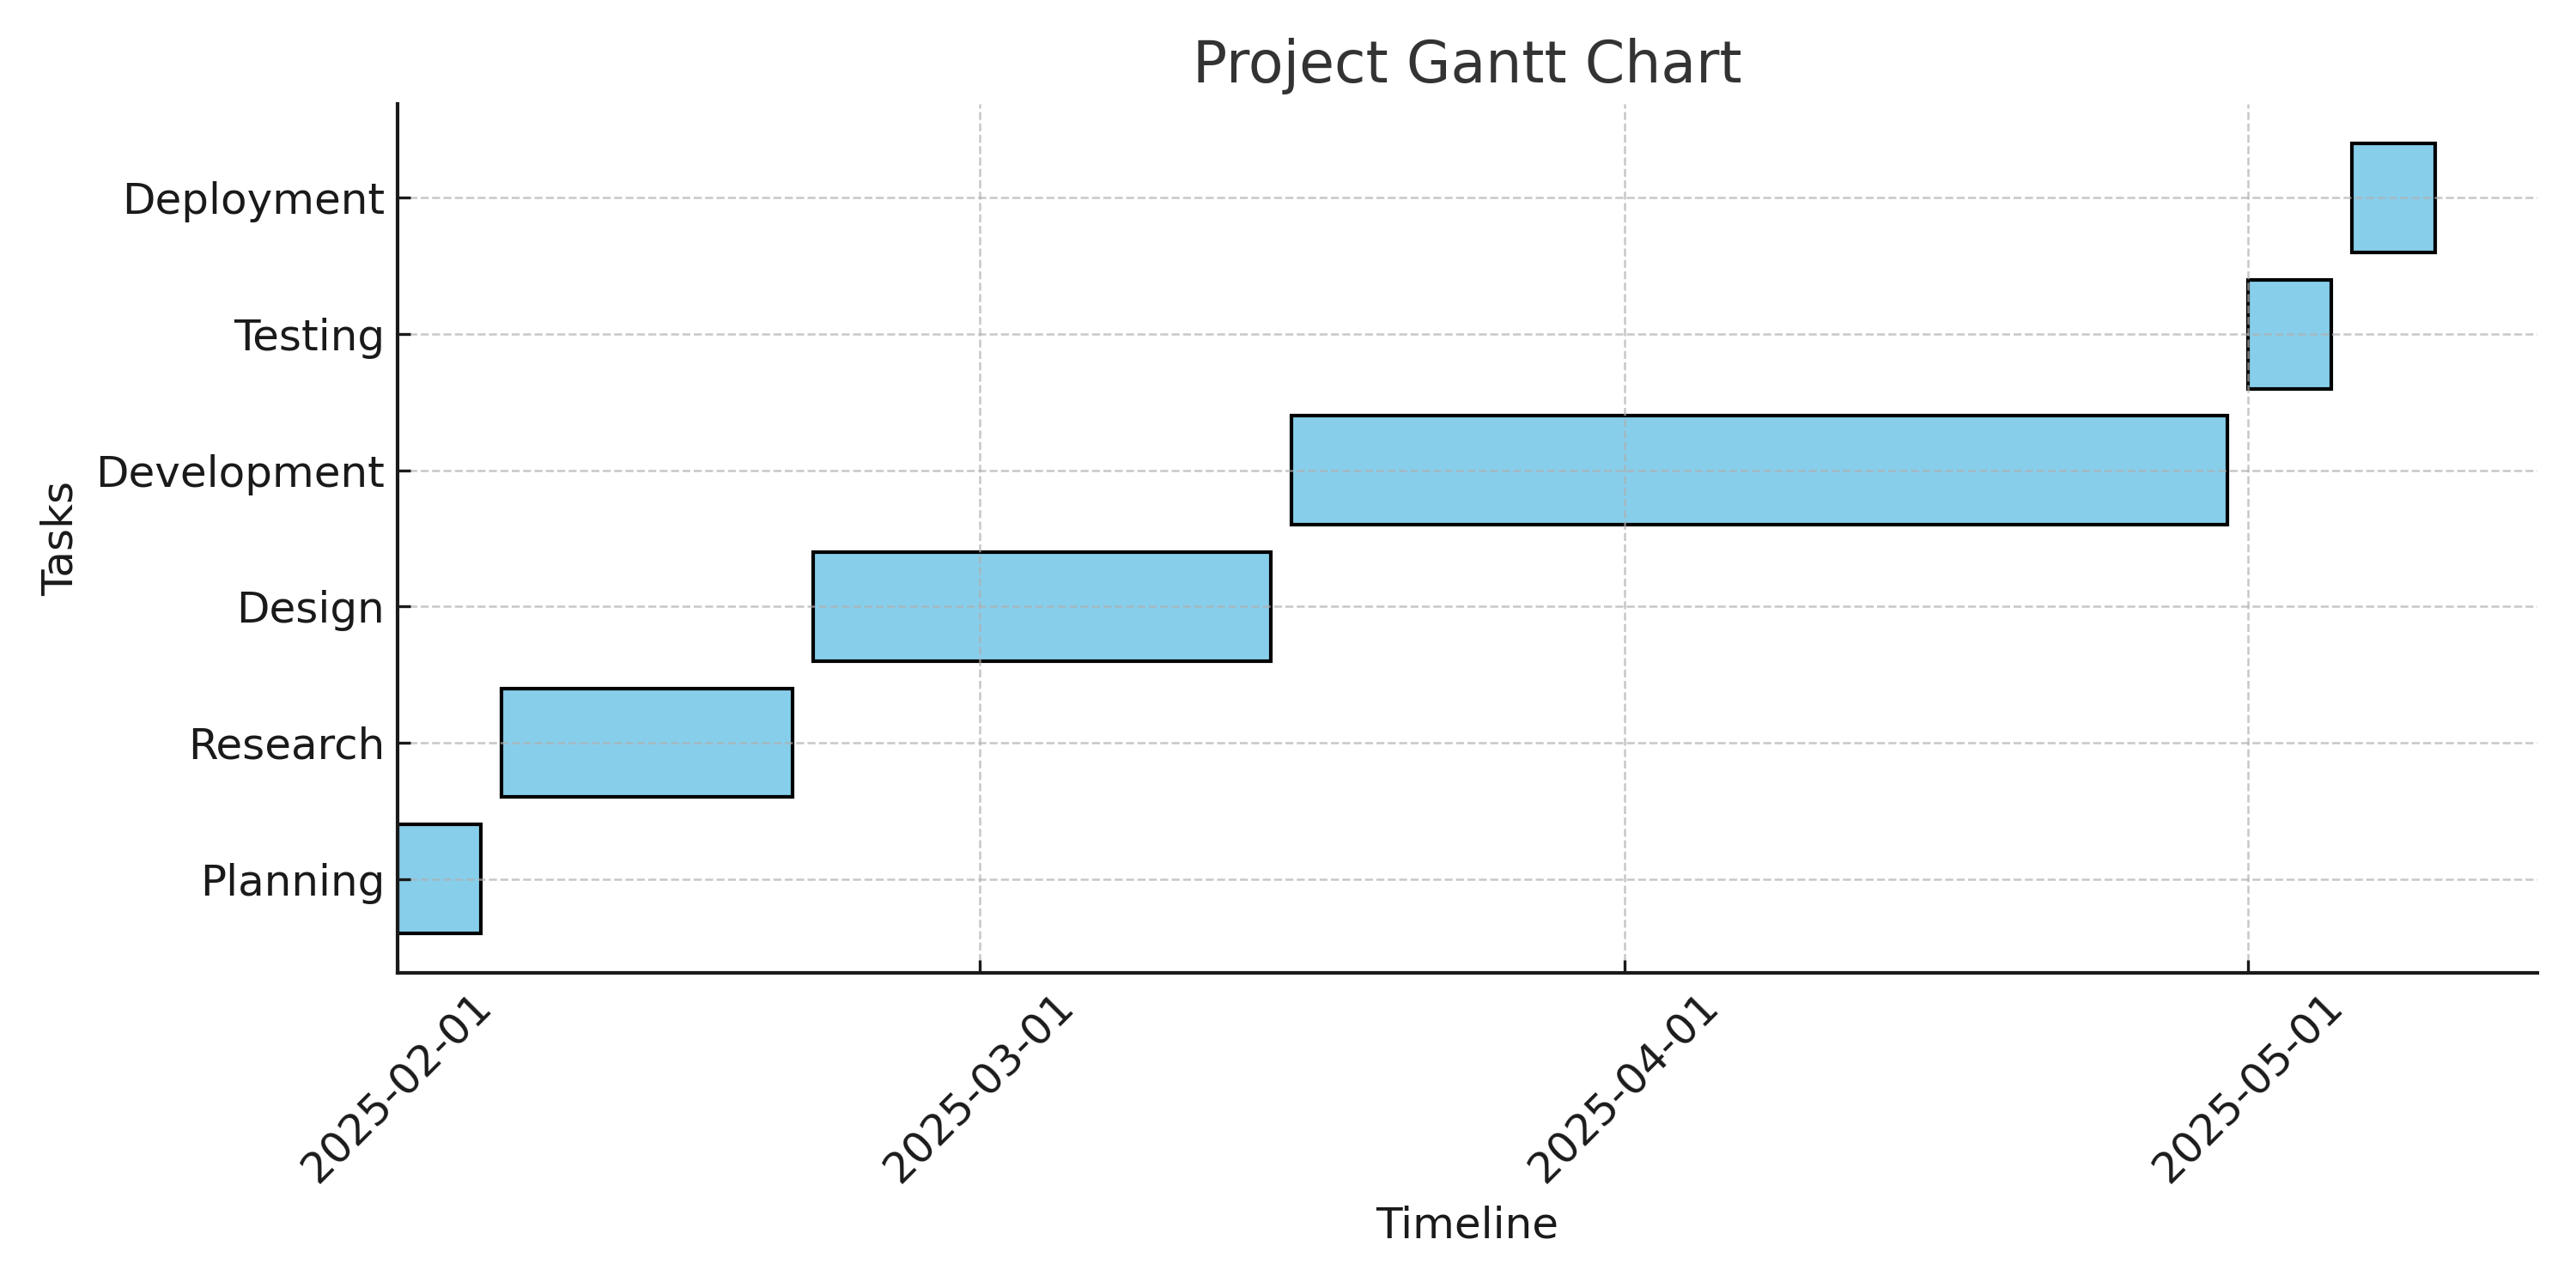 Project Gantt Chart
Deployment
Testing
Development
Design
Research
Planning
Tasks
2025-02-01
2025-03-01
2025-04-01
2025-05-01
Timeline